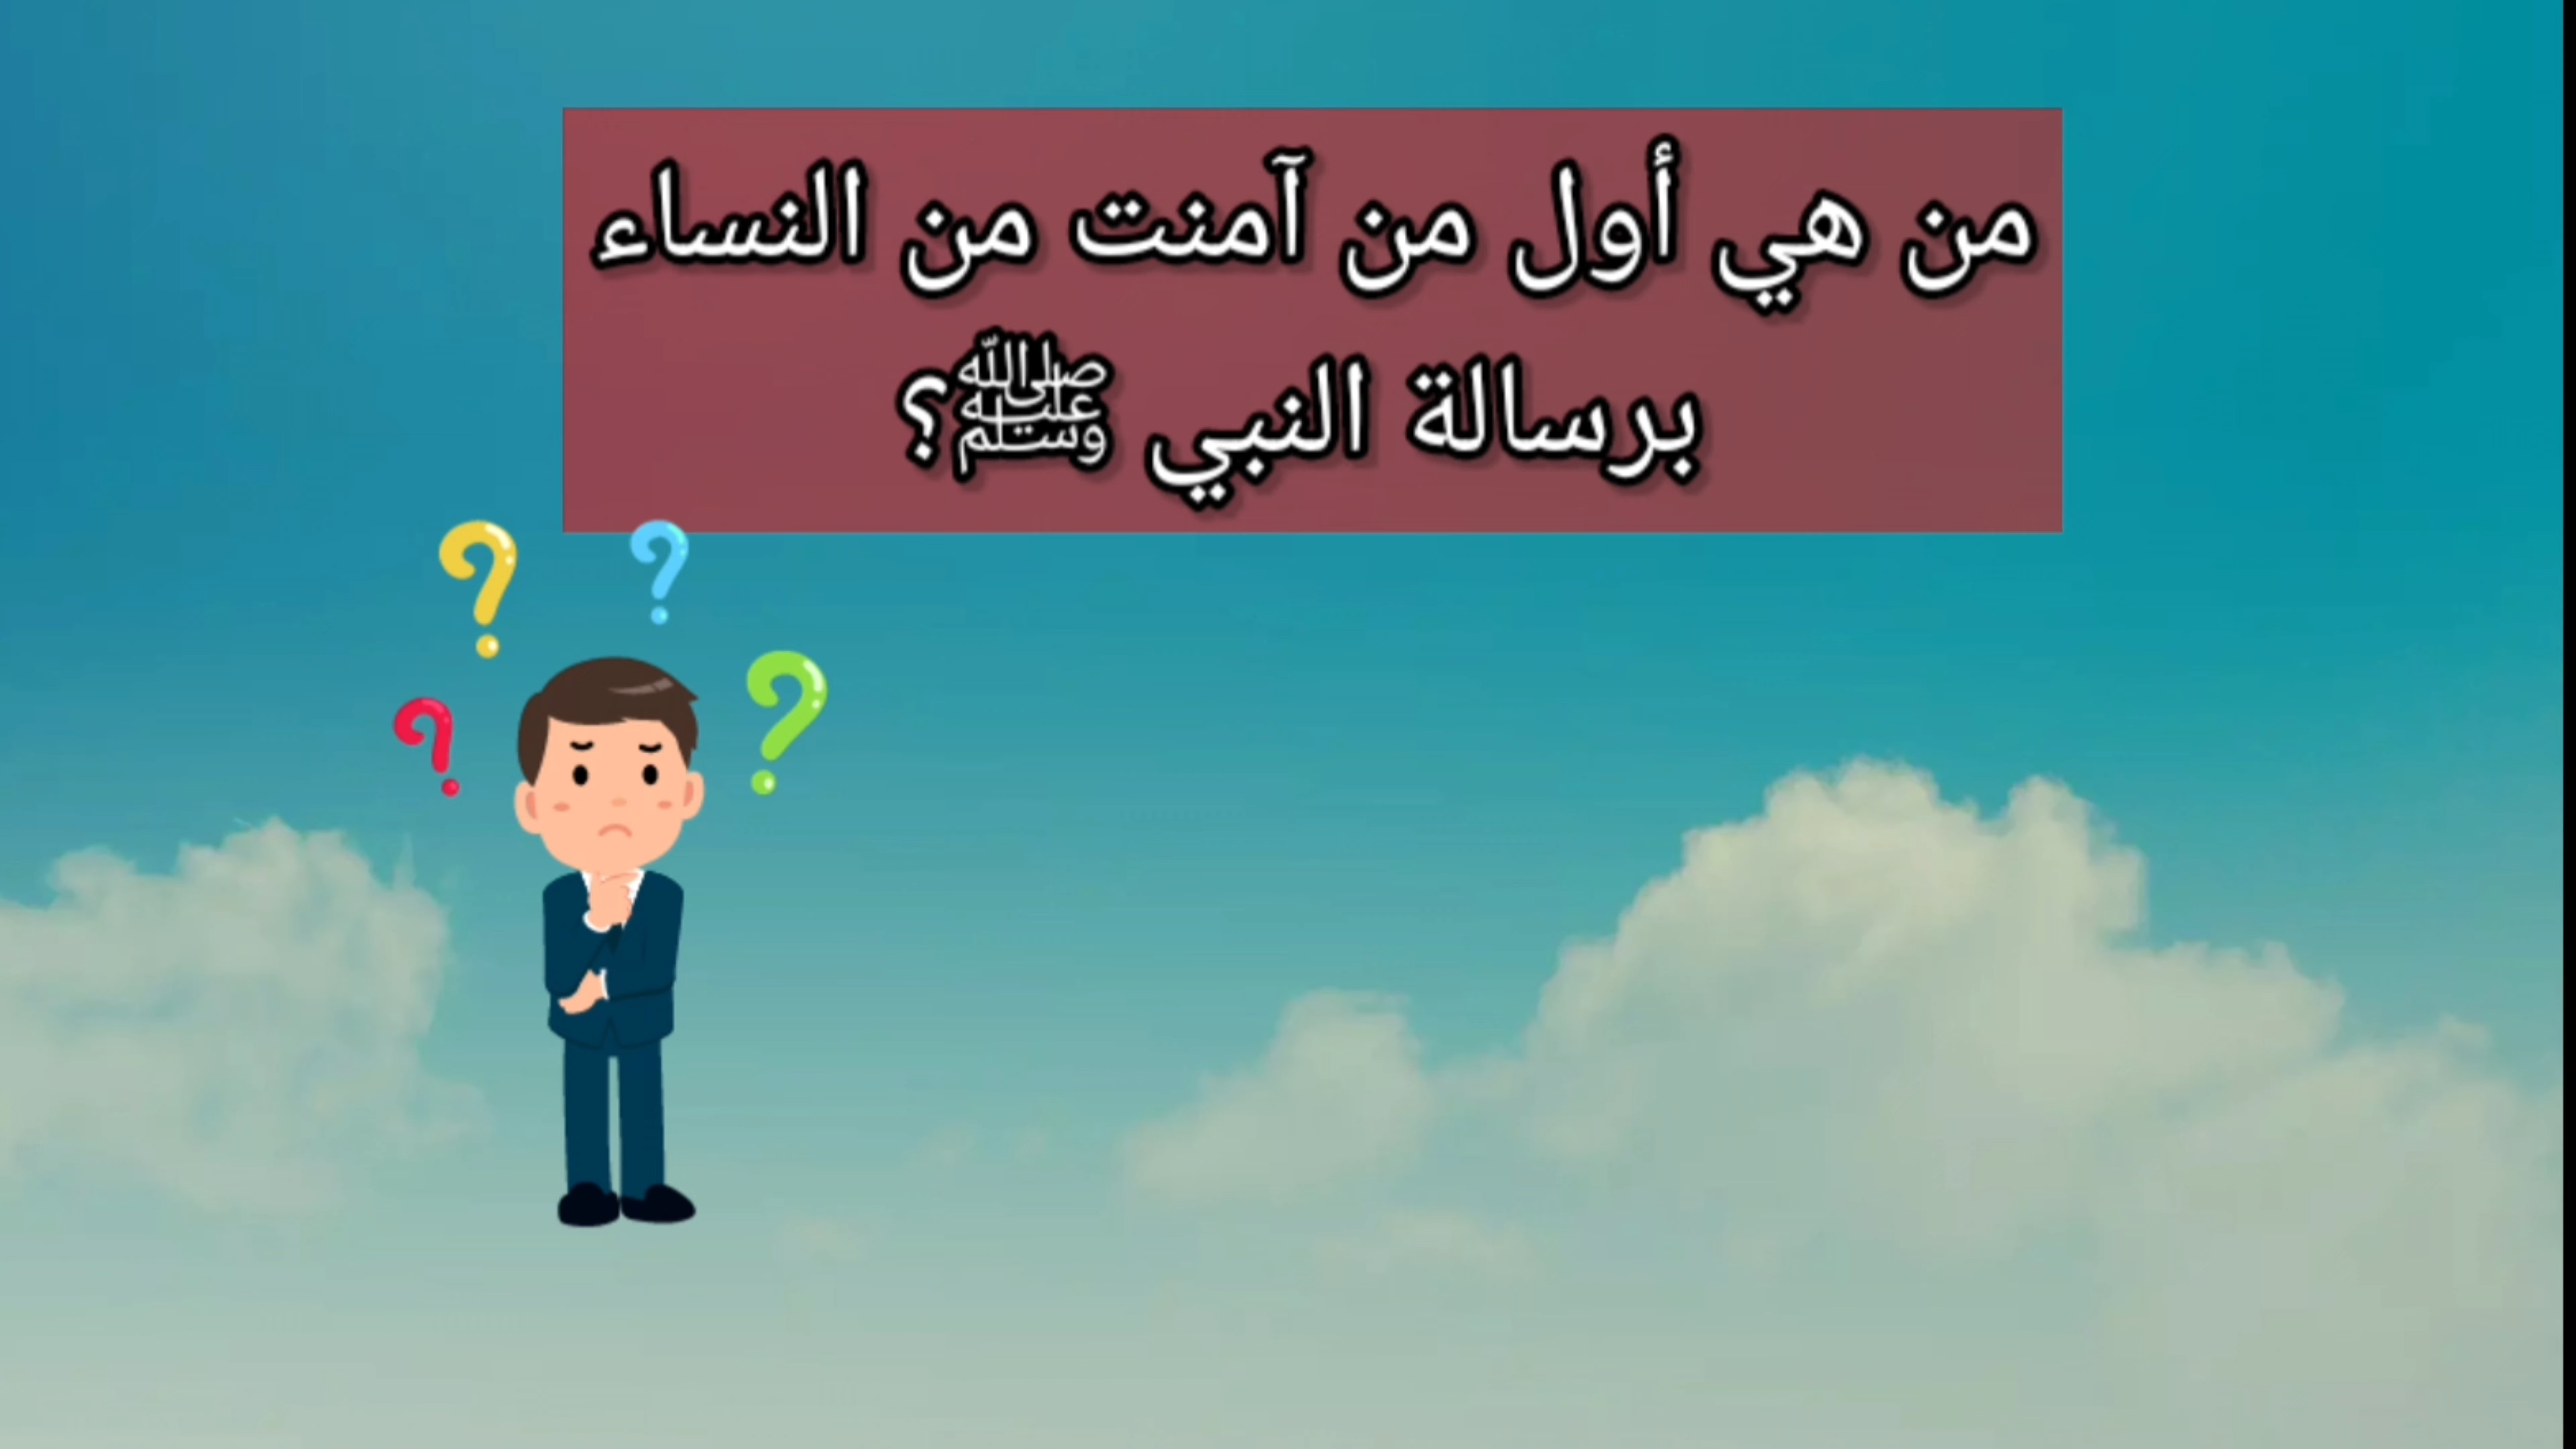 من هي أول من آمنت من النساء
برسالة النبي ﷺ؟